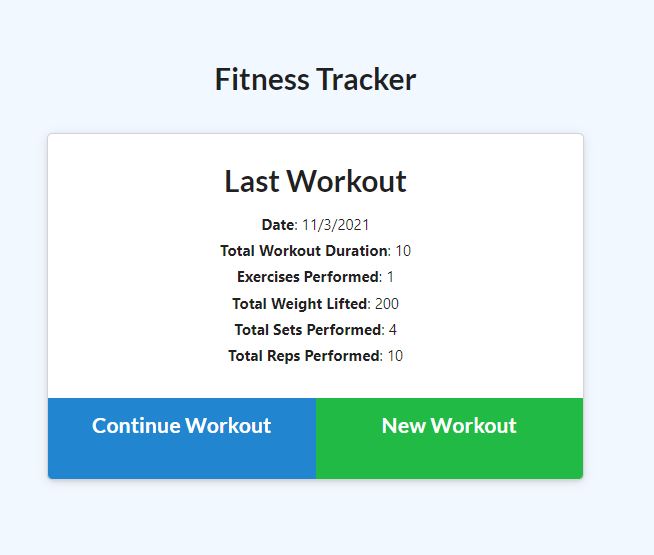 Fitness Tracker
Last Workout
Date: 11/3/2021
Total Workout Duration: 10
Exercises Performed: 1
Total Weight Lifted: 200
Total Sets Performed: 4
Total Reps Performed: 10
Continue Workout
New Workout